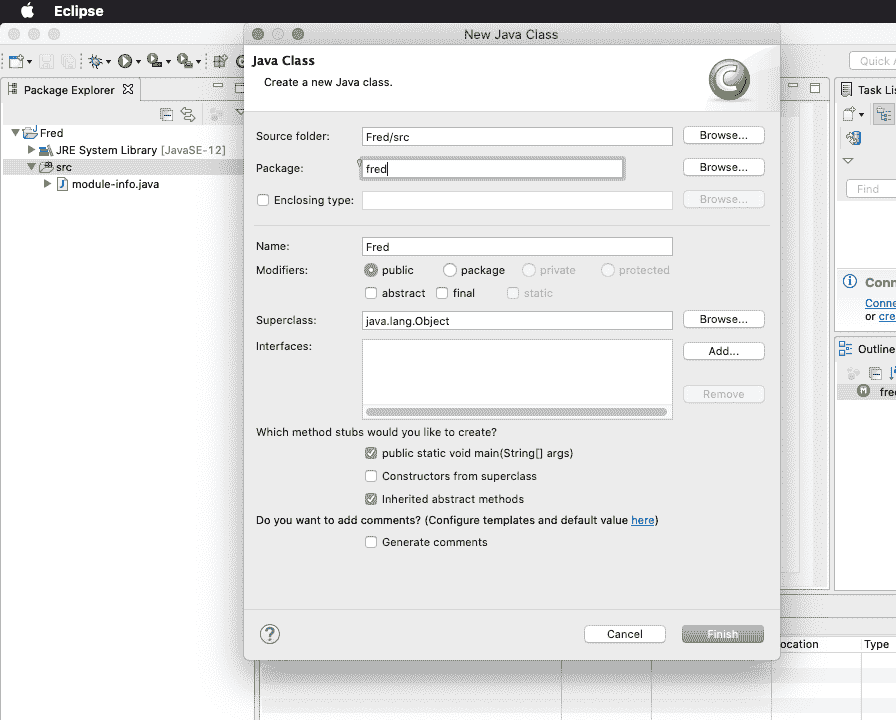 Eclipse
New Java Class
Java Class
Create a new Java class.
Quick
Package Explorer
Task Lis
Fred
JRE System Library [JavaSE-12]
src
module-info.java
Source folder:
Fred/src
Browse...
Package:
fred
Browse...
Enclosing type:
Browse...
Find
Name:
Fred
Modifiers:
public
package
private
protected
abstract
final
static
Superclass:
java.lang.Object
Browse...
Interfaces:
Add...
Remove
Conn
Conne
or cre
Outline
M
fre
Which method stubs would you like to create?
public static void main(String[] args)
Constructors from superclass
Inherited abstract methods
Do you want to add comments? (Configure templates and default value here)
Generate comments
?
Cancel
Finish
ocation
Type